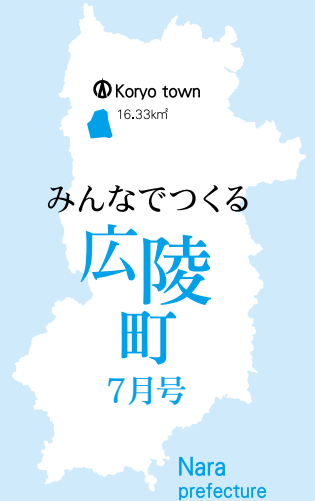 Koryo town
16.33k㎡
みんなでつくる
広陵
町
7月号
Nara
prefecture